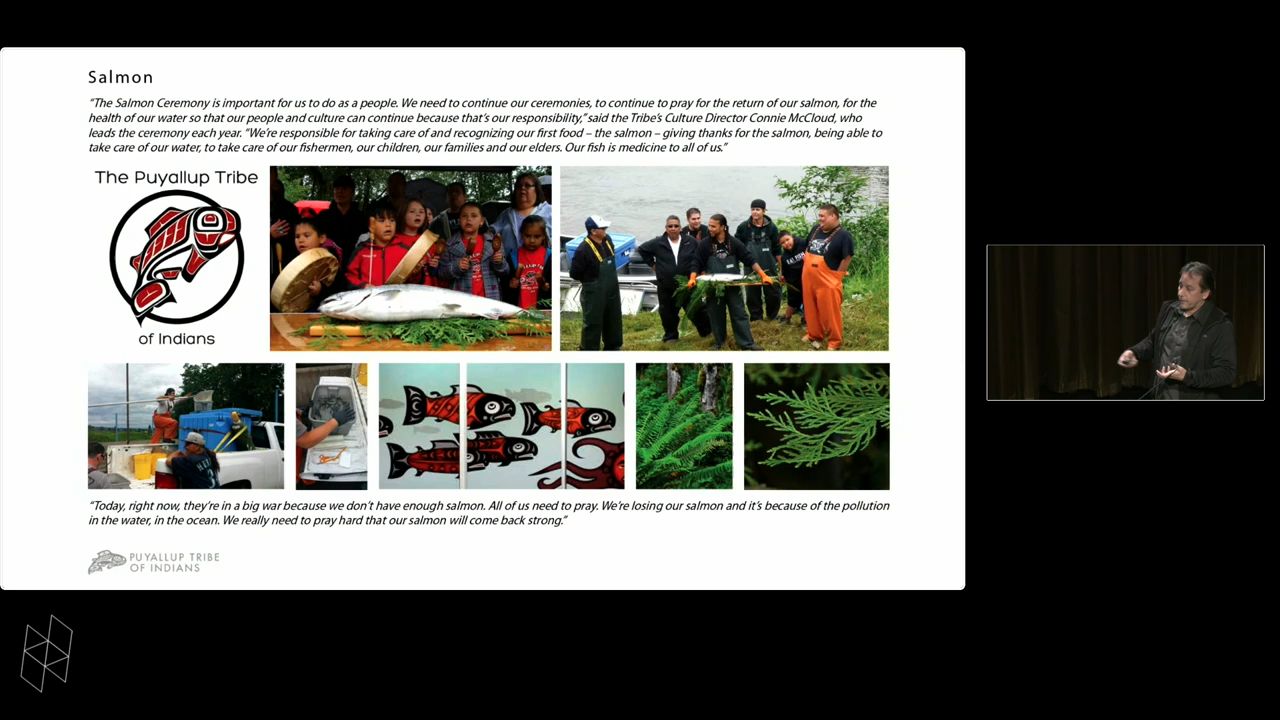 Salmon
“The Salmon Ceremony is important for us to do as a people. We need to continue our ceremonies, to continue to pray for the return of our salmon, for the
health of our water so that our people and culture can continue because that’s our responsibility,” said the Tribe’s Culture Director Connie McCloud, who
leads the ceremony each year. “We’re responsible for taking care of and recognizing our first food – the salmon – giving thanks for the salmon, being able to
take care of our water, to take care of our fishermen, our children, our families and our elders. Our fish is medicine to all of us.”
The Puyallup Tribe
of Indians
“Today, right now, they’re in a big war because we don’t have enough salmon. All of us need to pray. We’re losing our salmon and it’s because of the pollution
in the water, in the ocean. We really need to pray hard that our salmon will come back strong.”
PUYALLUP TRIBE
OF INDIANS